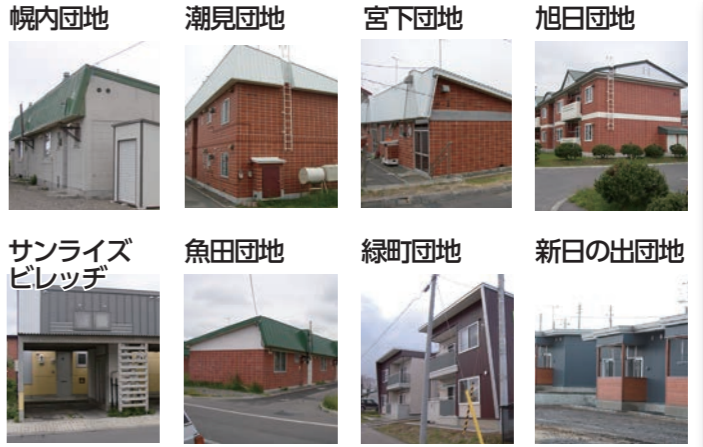 幌内団地
潮見団地
宮下団地
旭日団地
サンライズ
ビレッヂ
魚田団地
緑町団地
新日の出団地